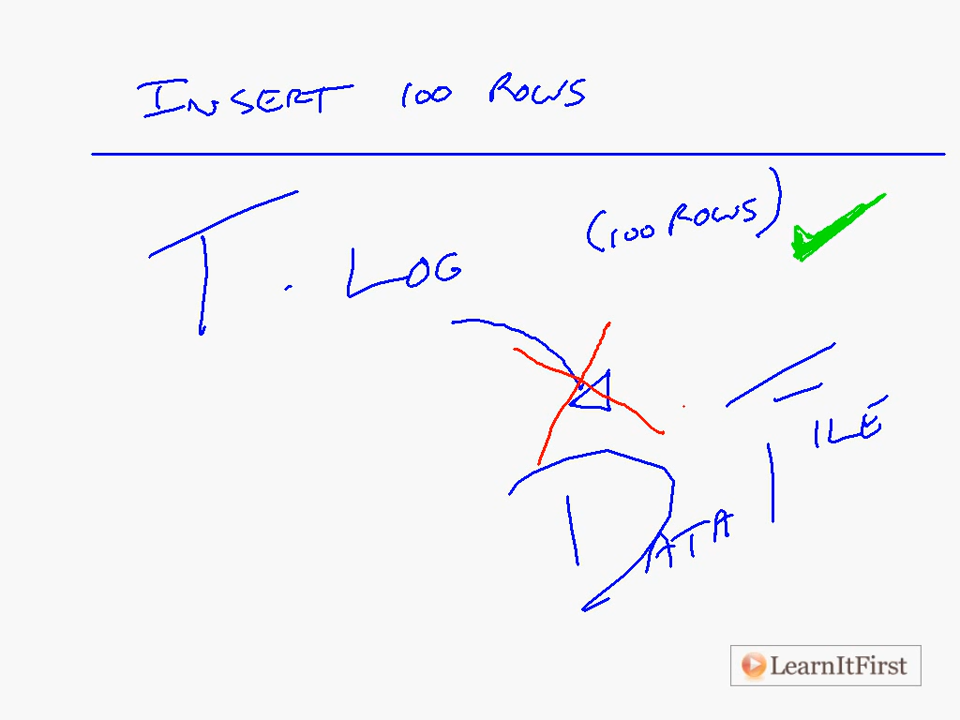 INSERT 100 ROWS
(100 ROWS)
T. LOG
FILE
DATA
LearnItFirst